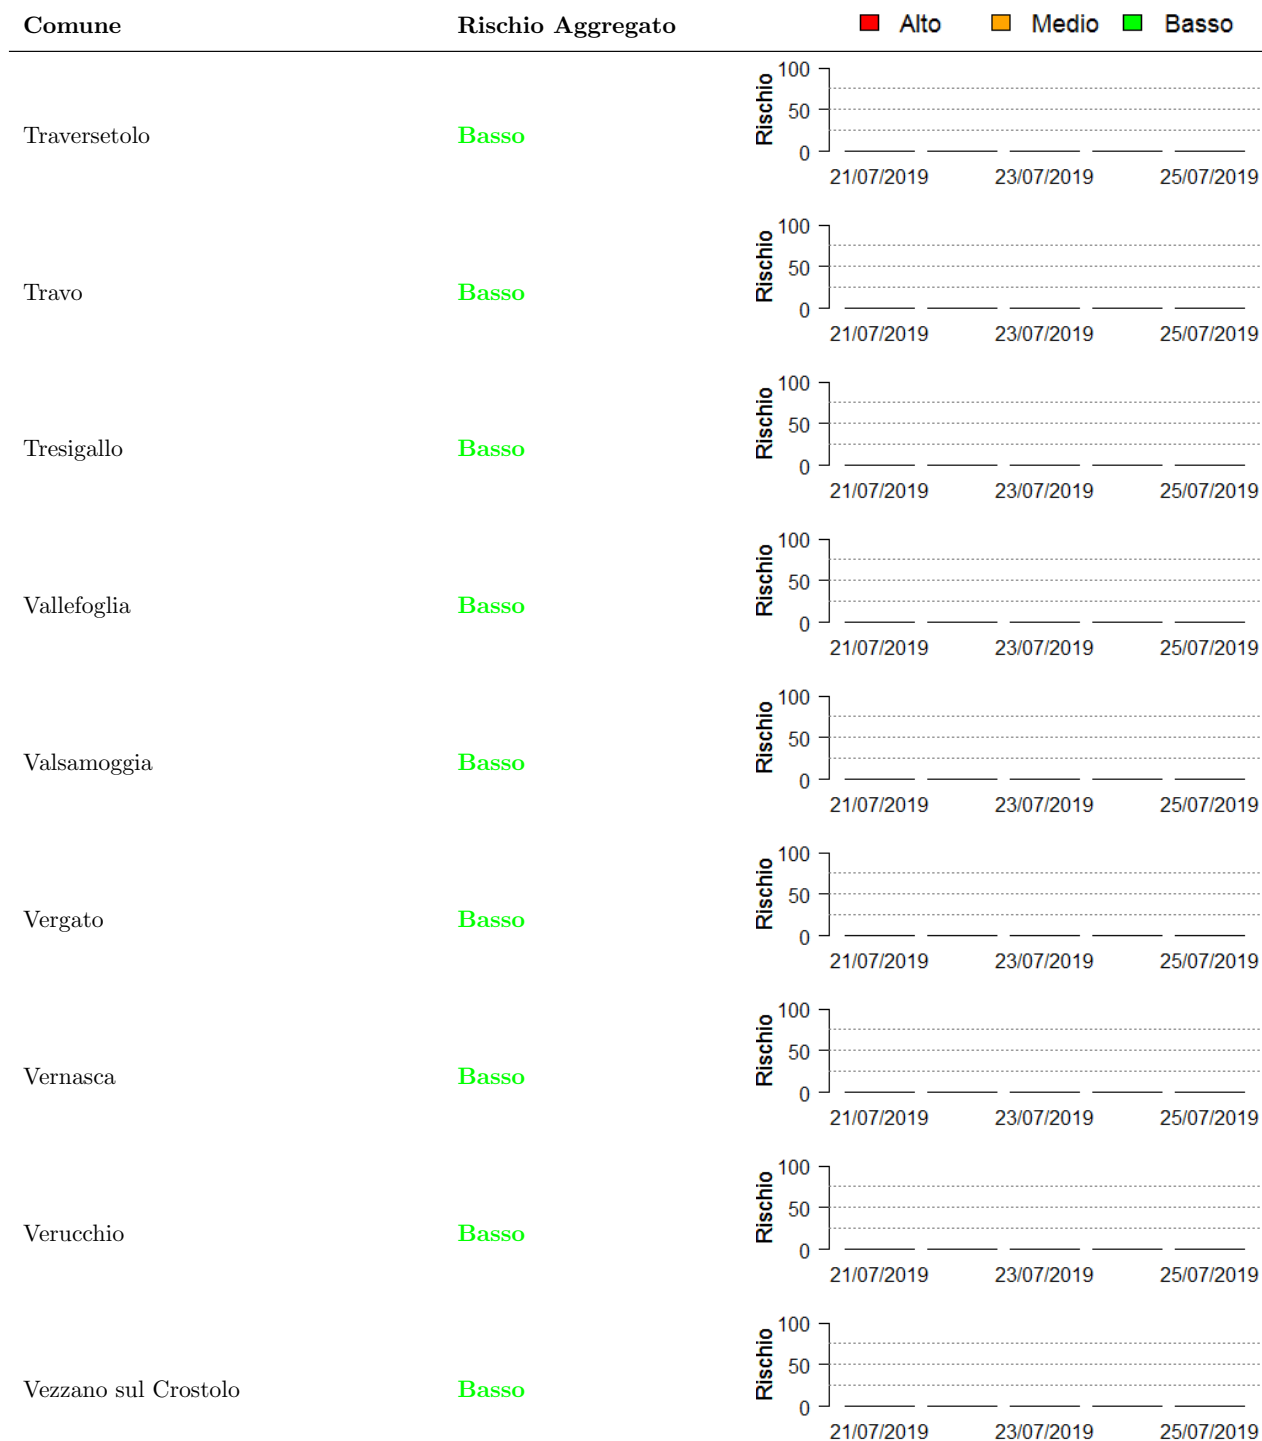 Comune Rischio Aggregato Alto Medio Basso
Traversetolo Basso Rischio 100 50 0
21/07/2019 23/07/2019 25/07/2019
Travo Basso Rischio 100 50 0
21/07/2019 23/07/2019 25/07/2019
Tresigallo Basso Rischio 100 50 0
21/07/2019 23/07/2019 25/07/2019
Vallefoglia Basso Rischio 100 50 0
21/07/2019 23/07/2019 25/07/2019
Valsamoggia Basso Rischio 100 50 0
21/07/2019 23/07/2019 25/07/2019
Vergato Basso Rischio 100 50 0
21/07/2019 23/07/2019 25/07/2019
Vernasca Basso Rischio 100 50 0
21/07/2019 23/07/2019 25/07/2019
Verucchio Basso Rischio 100 50 0
21/07/2019 23/07/2019 25/07/2019
Vezzano sul Crostolo Basso Rischio 100 50 0
21/07/2019 23/07/2019 25/07/2019